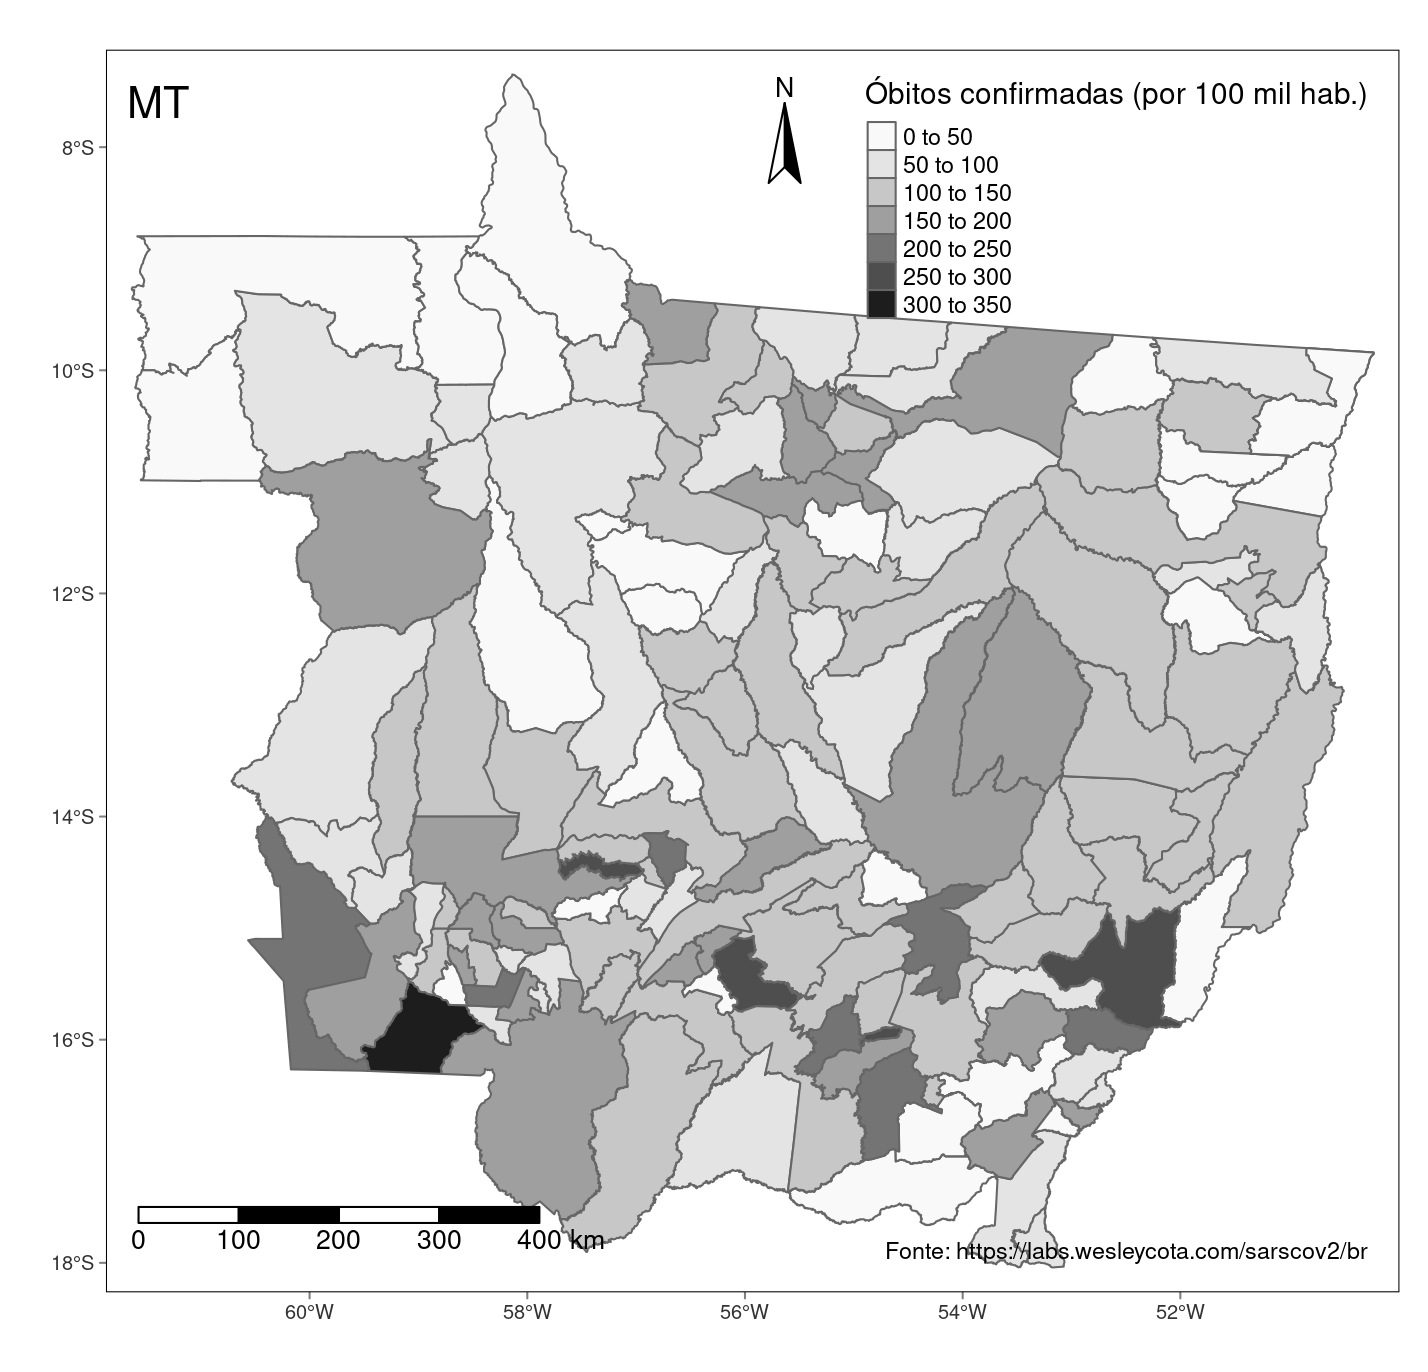 MT
N
Óbitos confirmadas (por 100 mil hab.)
0 to 50
50 to 100
100 to 150
150 to 200
200 to 250
250 to 300
300 to 350
8°S
10°S
12°S
14°S
16°S
18°S
0 100 200 300 400 km
Fonte: https://labs.wesleycota.com/sarscov2/br
60°W 58°W 56°W 54°W 52°W